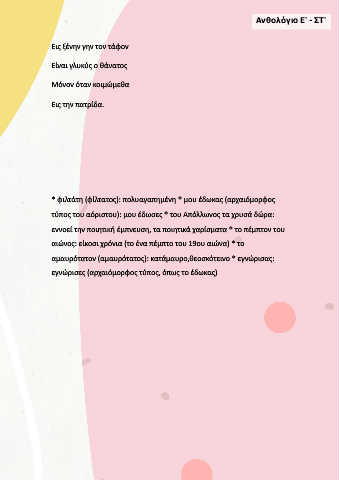 Ανθολόγιο Ε΄ - ΣΤ΄
Εις ξένην γην τον τάφον
Είναι γλυκύς ο θάνατος
Μόνον όταν κοιμώμεθα
Εις την πατρίδα.
* φιλτάτη (φίλτατος): πολυαγαπημένη * μου έδωκας (αρχαιόμορφος
τύπος του αόριστου): μου έδωσες * του Απόλλωνος τα χρυσά δώρα:
εννοεί την ποιητική έμπνευση, τα ποιητικά χαρίσματα * το πέμπτον του
αιώνος: είκοσι χρόνια (το ένα πέμπτο του 19ου αιώνα) * το
αμαυρότατον (αμαυρότατος): κατάμαυρο,θεοσκότεινο * εγνώρισας:
εγνώρισες (αρχαιόμορφος τύπος, όπως το έδωκας)